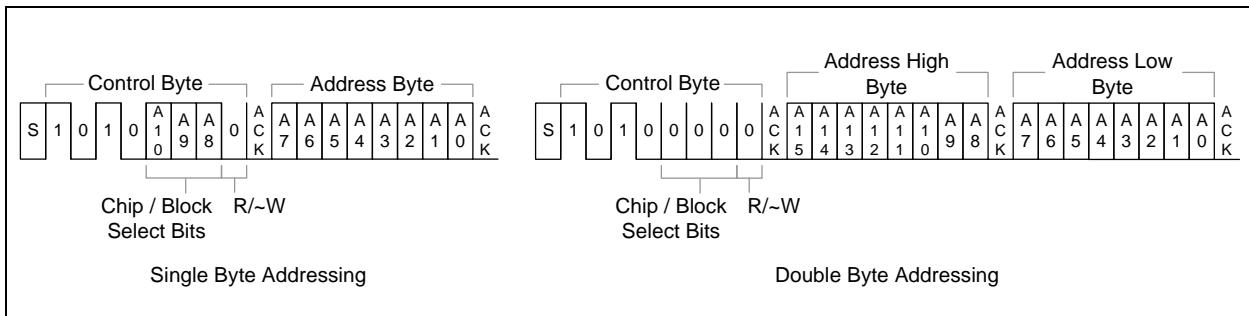 Control Byte
Address Byte
S 1 0 1 0 A10 A9 A8 0 ACK A7 A6 A5 A4 A3 A2 A1 A0 ACK
Chip / Block
Select Bits
R/~W
Single Byte Addressing
Control Byte
Address High
Byte
Address Low
Byte
S 1 0 1 0 0 0 0 0 ACK A15 A14 A13 A12 A11 A10 A9 A8 ACK A7 A6 A5 A4 A3 A2 A1 A0 ACK
Chip / Block
Select Bits
R/~W
Double Byte Addressing